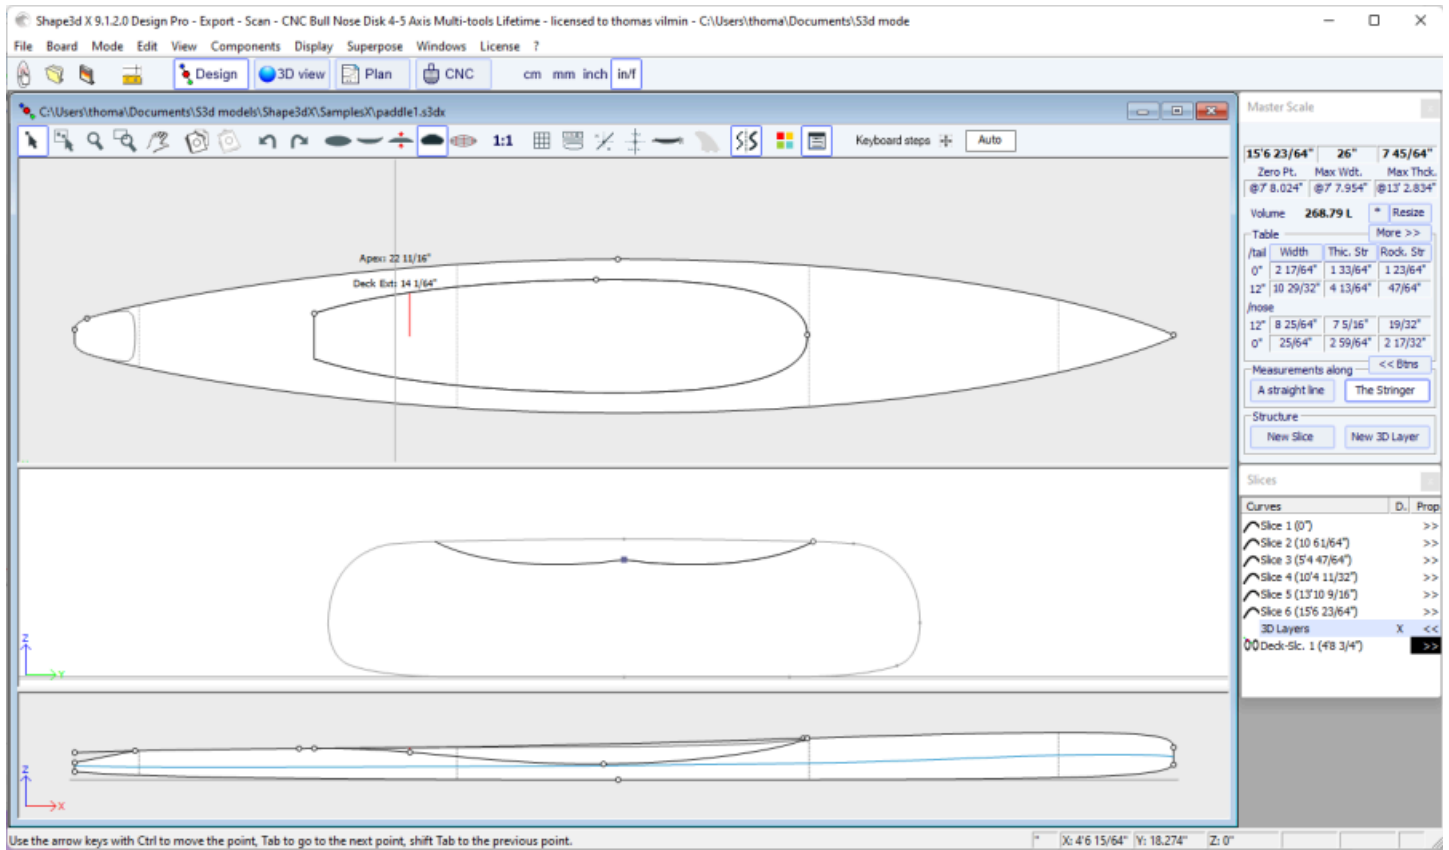 Shape3d X 9.1.2.0 Design Pro - Export - Scan - CNC Bull Nose Disk 4-5 Axis Multi-tools Lifetime - licensed to thomas vilmin - C:\Users\thoma\Documents\S3d mode
File Board Mode Edit View Components Display Superpose Windows License ?
Design 3D view Plan CNC cm mm inch in/f
C:\Users\thoma\Documents\S3d models\Shape3dX\SamplesX\paddle1.s3dx
1:1 Keyboard steps Auto
Apex: 22 11/16"
Deck Ext: 14 1/64"
Z
Y
Z
X
Master Scale
15'6 23/64" 26" 7 45/64"
Zero Pt. Max Wdt. Max Thck.
@7' 8.024" @7' 7.954" @13' 2.834"
Volume 268.79 L * Resize
Table More >>
/tail Width Thic. Str Rock. Str
0" 2 17/64" 1 33/64" 1 23/64"
12" 10 29/32" 4 13/64" 47/64"
/nose
12" 8 25/64" 7 5/16" 19/32"
0" 25/64" 2 59/64" 2 17/32"
Measurements along << Btns
A straight line The Stringer
Structure
New Slice New 3D Layer
Slices
Curves D. Prop
Slice 1 (0") >>
Slice 2 (10 61/64") >>
Slice 3 (5'4 47/64") >>
Slice 4 (10'4 11/32") >>
Slice 5 (13'10 9/16") >>
Slice 6 (15'6 23/64") >>
3D Layers X <<
Deck-Slc. 1 (4'8 3/4") >>
Use the arrow keys with Ctrl to move the point, Tab to go to the next point, shift Tab to the previous point.
" X: 4'6 15/64" Y: 18.274" Z: 0"